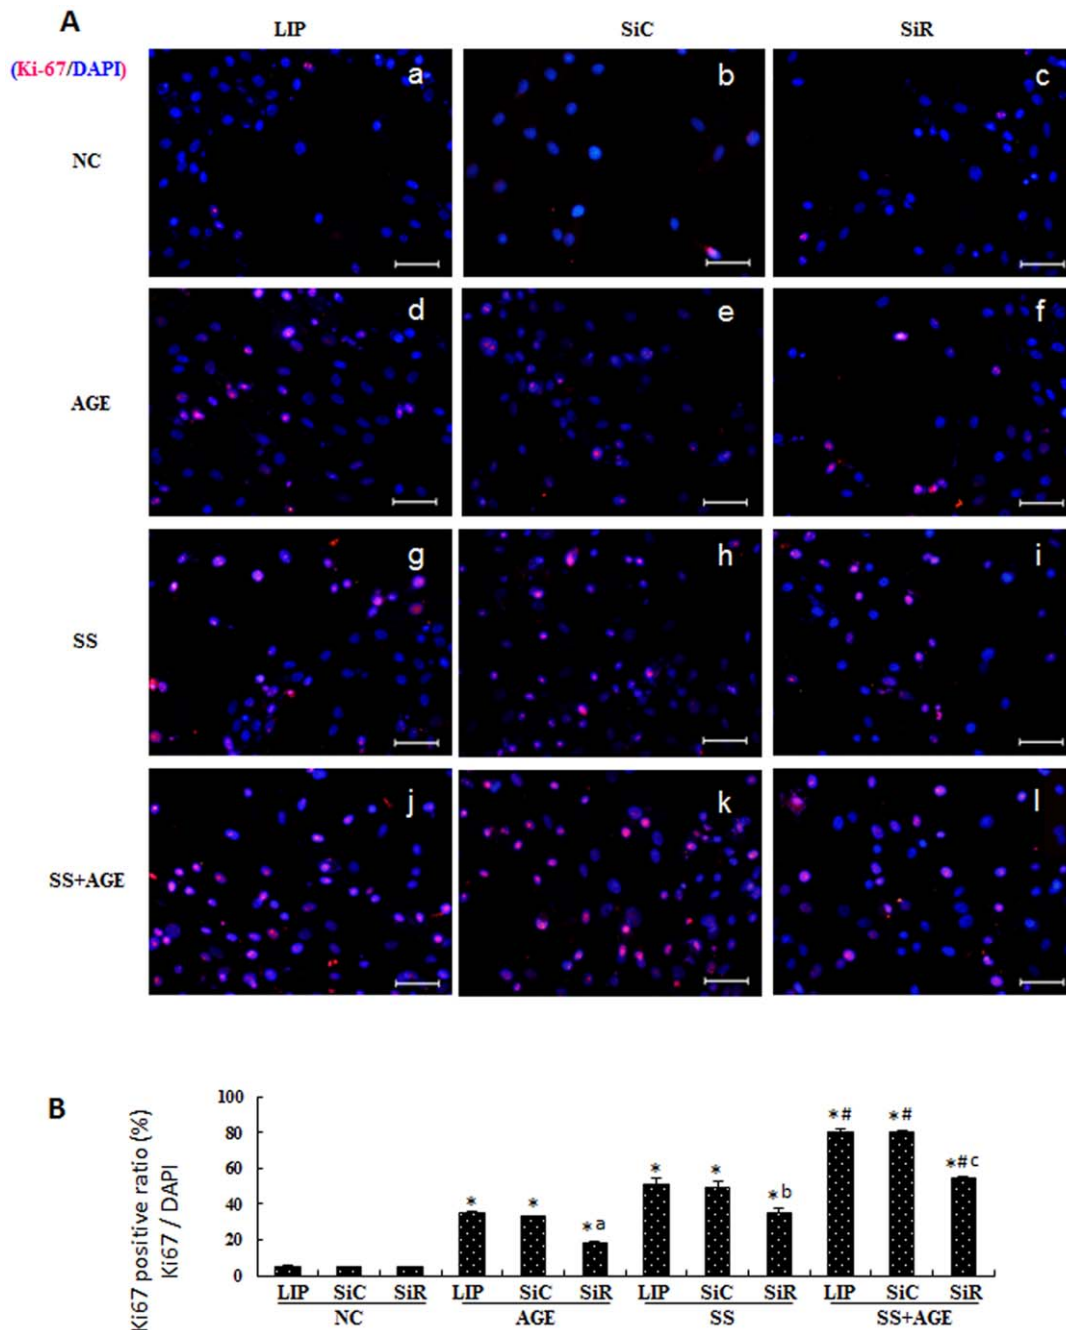 A
LIP SiC SiR
(Ki-67/DAPI)
a b c
NC
d e f
AGE
g h i
SS
j k l
SS+AGE
B
Ki67 positive ratio (%)
Ki67 / DAPI
100
80
60
40
20
0
* * *a * * *b *# *# *#c
LIP SiC SiR LIP SiC SiR LIP SiC SiR LIP SiC SiR
NC AGE SS SS+AGE